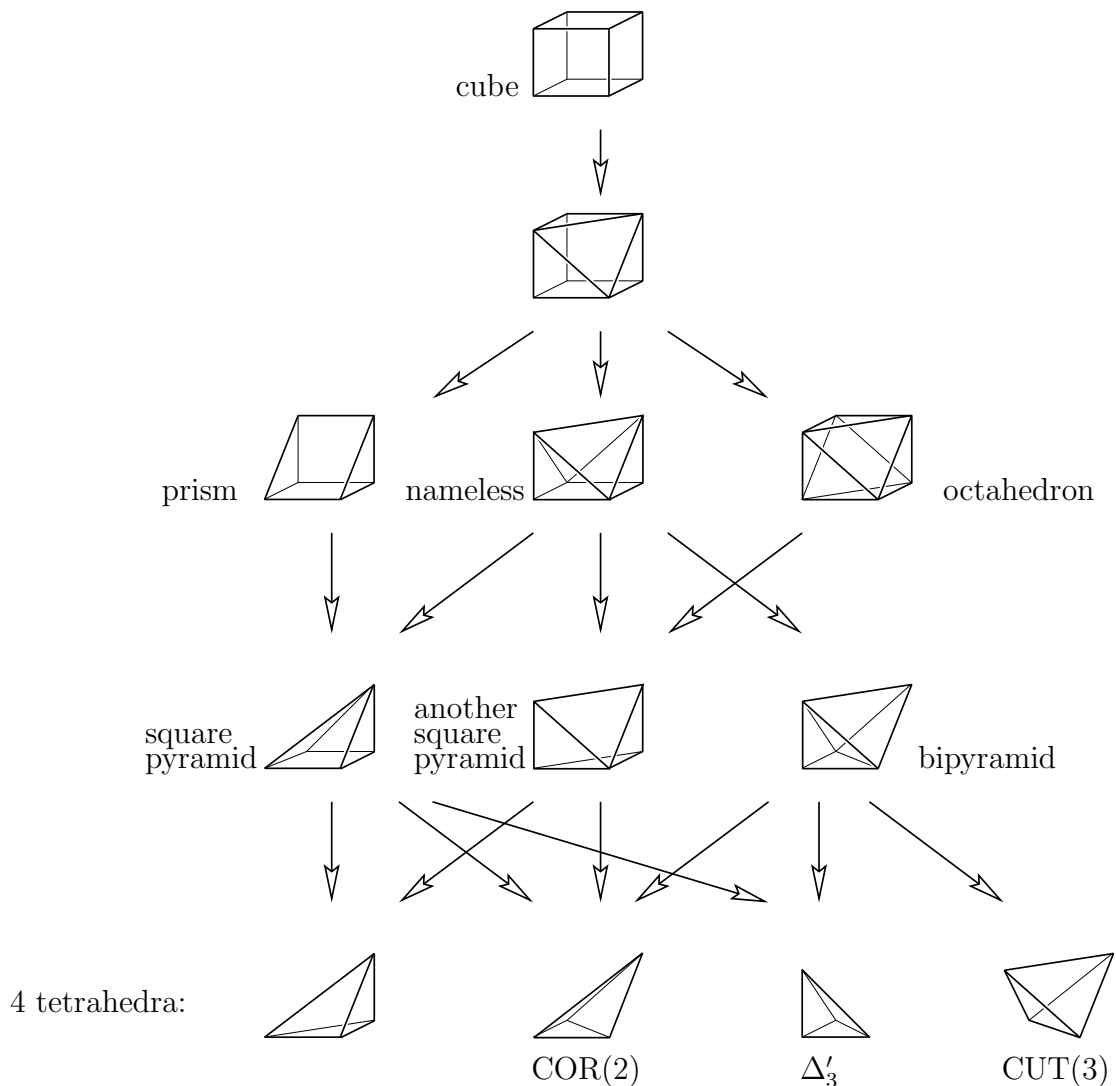 cube
prism
nameless
octahedron
square
pyramid
another
square
pyramid
bipyramid
4 tetrahedra:
COR(2)
Δ′₃
CUT(3)